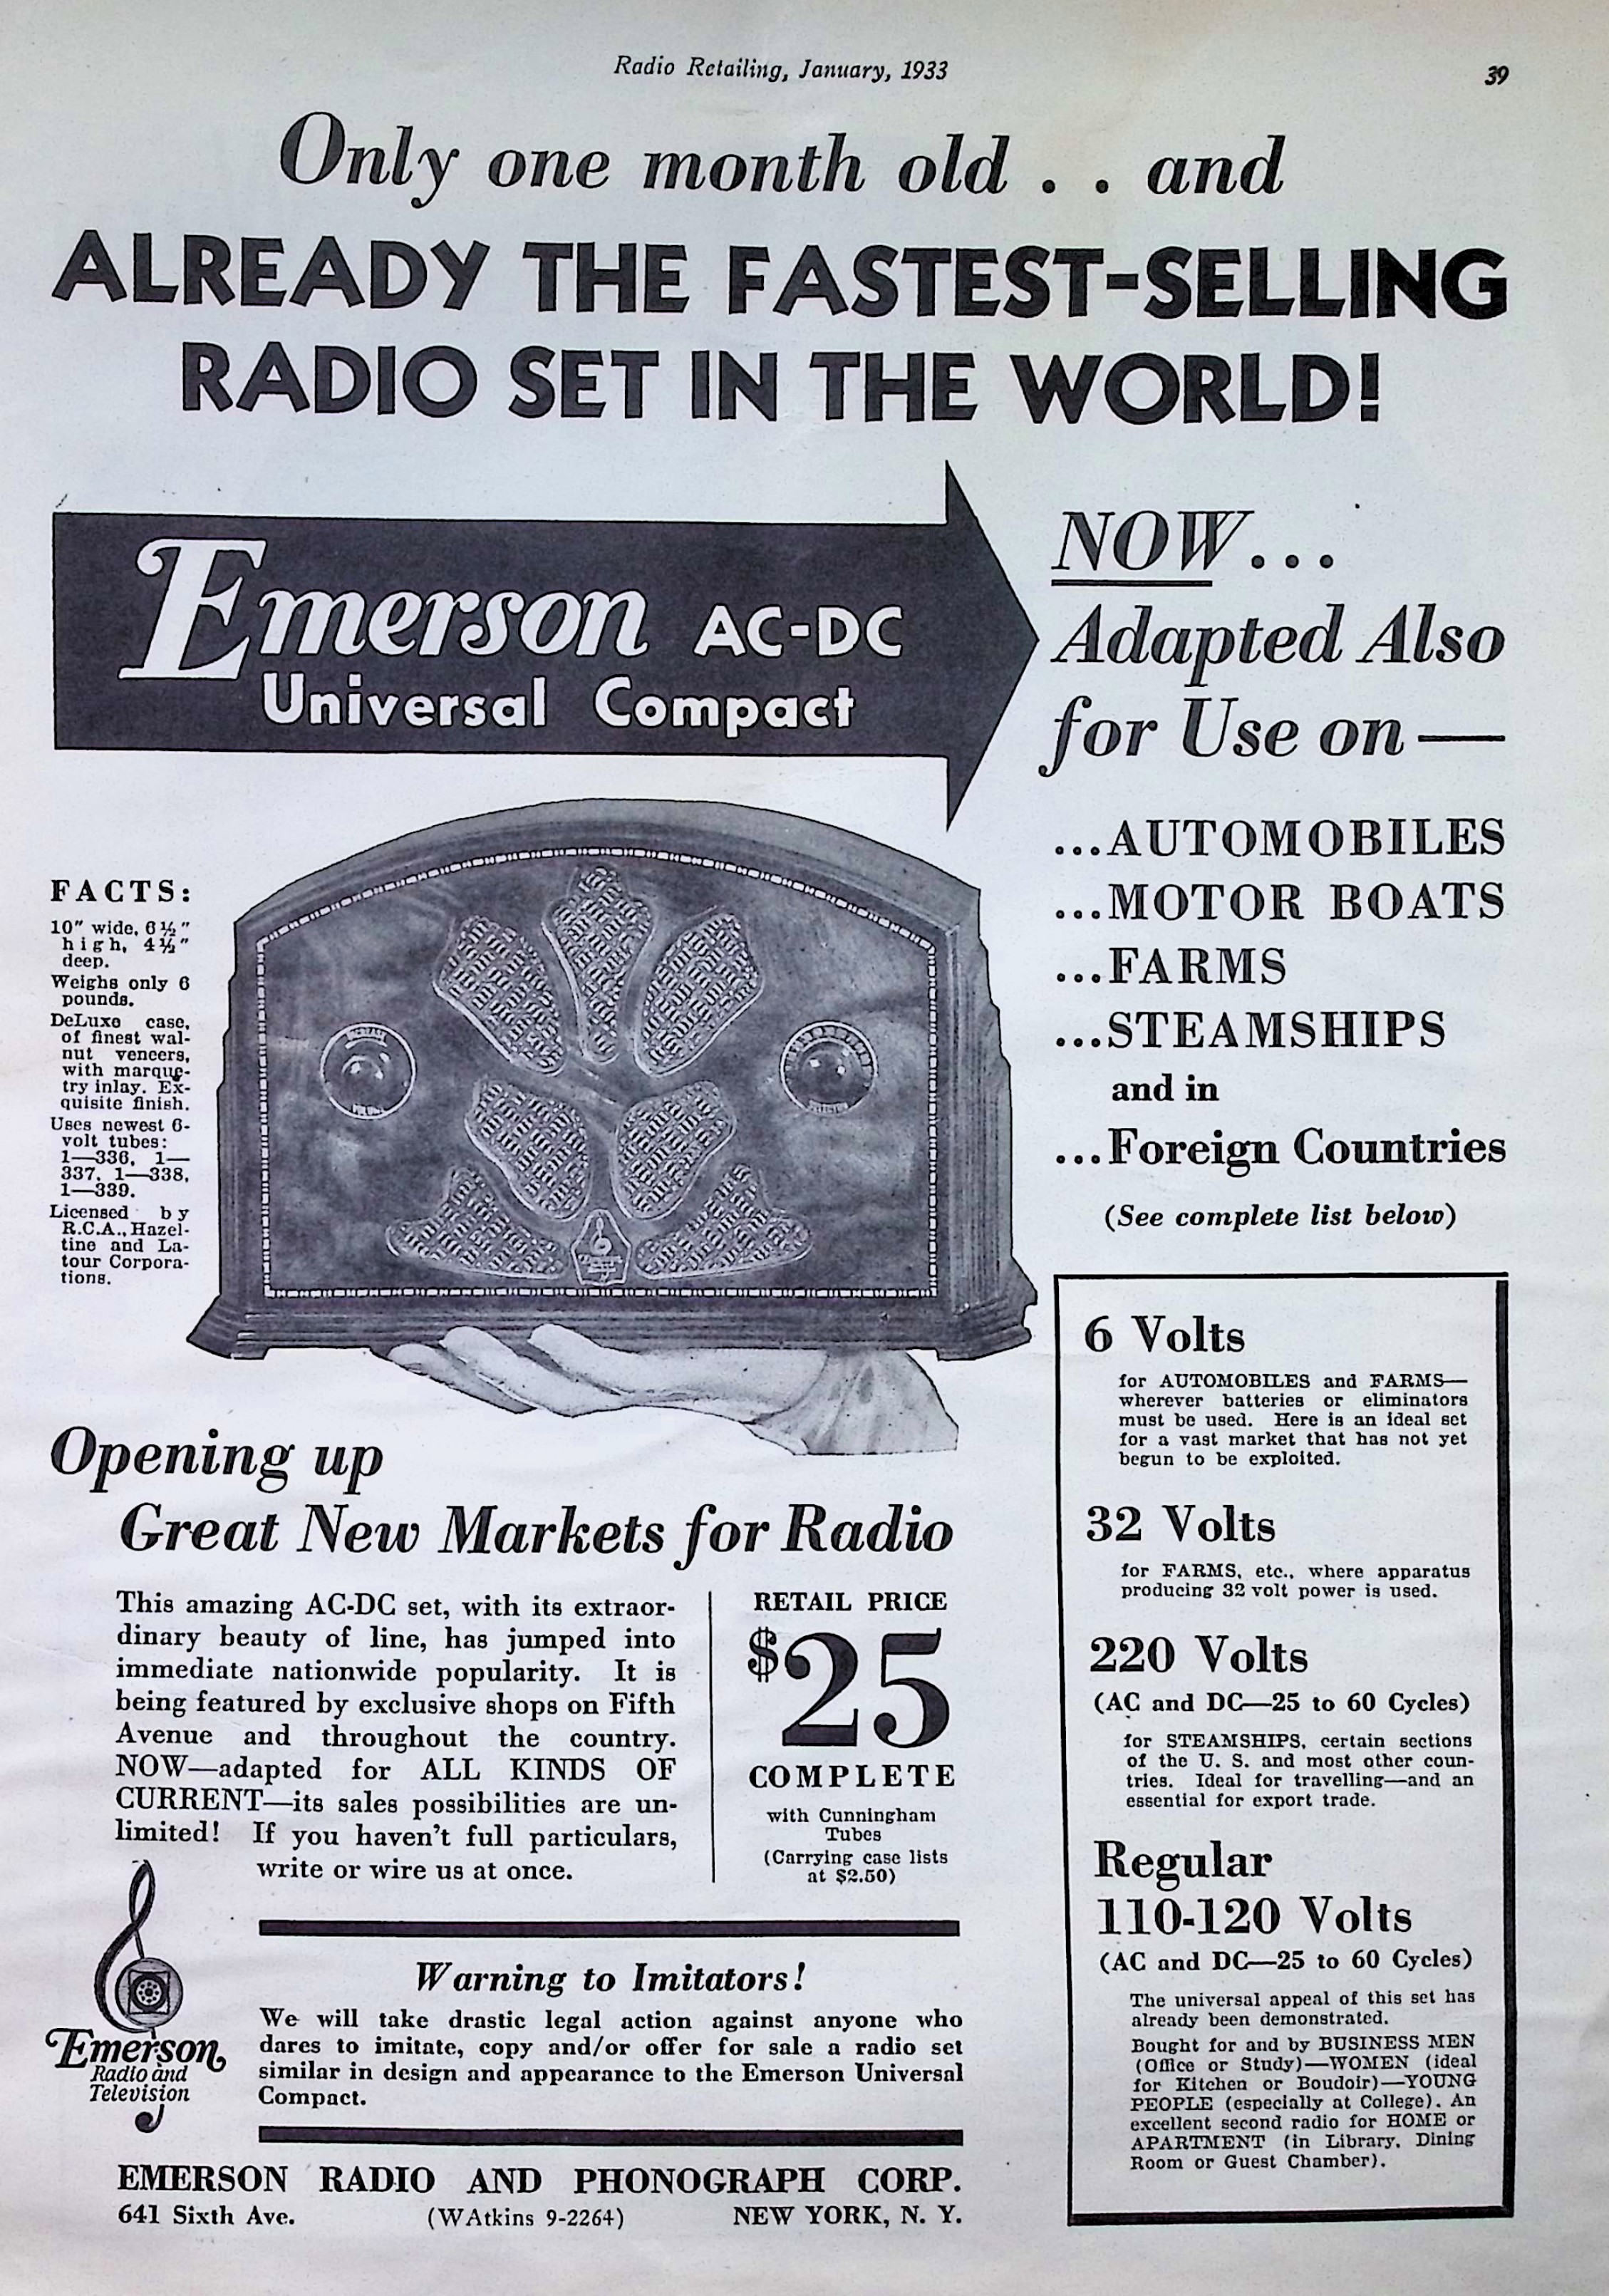 Radio Retailing, January, 1933
39
Only one month old . . and
ALREADY THE FASTEST-SELLING
RADIO SET IN THE WORLD!
Emerson AC-DC
Universal Compact
NOW...
Adapted Also
for Use on —
...AUTOMOBILES
...MOTOR BOATS
...FARMS
...STEAMSHIPS
and in
...Foreign Countries
(See complete list below)
FACTS:
10" wide, 6½"
high, 4½"
deep.
Weighs only 6
pounds.
DeLuxe case,
of finest wal-
nut veneers,
with marque-
try inlay. Ex-
quisite finish.
Uses newest 6-
volt tubes:
1—336, 1—
337, 1—338,
1—339.
Licensed by
R.C.A., Hazel-
tine and La-
tour Corpora-
tions.
Opening up
Great New Markets for Radio
This amazing AC-DC set, with its extraor-
dinary beauty of line, has jumped into
immediate nationwide popularity. It is
being featured by exclusive shops on Fifth
Avenue and throughout the country.
NOW—adapted for ALL KINDS OF
CURRENT—its sales possibilities are un-
limited! If you haven't full particulars,
write or wire us at once.
RETAIL PRICE
$25
COMPLETE
with Cunningham
Tubes
(Carrying case lists
at $2.50)
6 Volts
for AUTOMOBILES and FARMS—
wherever batteries or eliminators
must be used. Here is an ideal set
for a vast market that has not yet
begun to be exploited.
32 Volts
for FARMS, etc., where apparatus
producing 32 volt power is used.
220 Volts
(AC and DC—25 to 60 Cycles)
for STEAMSHIPS, certain sections
of the U. S. and most other coun-
tries. Ideal for travelling—and an
essential for export trade.
Regular
110-120 Volts
(AC and DC—25 to 60 Cycles)
The universal appeal of this set has
already been demonstrated.
Bought for and by BUSINESS MEN
(Office or Study)—WOMEN (ideal
for Kitchen or Boudoir)—YOUNG
PEOPLE (especially at College). An
excellent second radio for HOME or
APARTMENT (in Library, Dining
Room or Guest Chamber).
Emerson
Radio and
Television
Warning to Imitators!
We will take drastic legal action against anyone who
dares to imitate, copy and/or offer for sale a radio set
similar in design and appearance to the Emerson Universal
Compact.
EMERSON RADIO AND PHONOGRAPH CORP.
641 Sixth Ave. (WAtkins 9-2264) NEW YORK, N. Y.